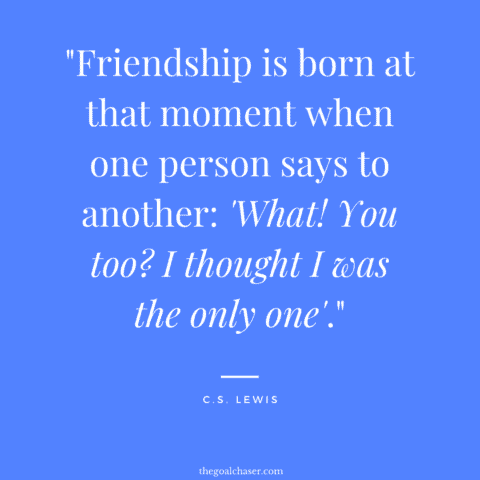 "Friendship is born at
that moment when
one person says to
another: 'What! You
too? I thought I was
the only one'."
C.S. LEWIS
thegoalchaser.com